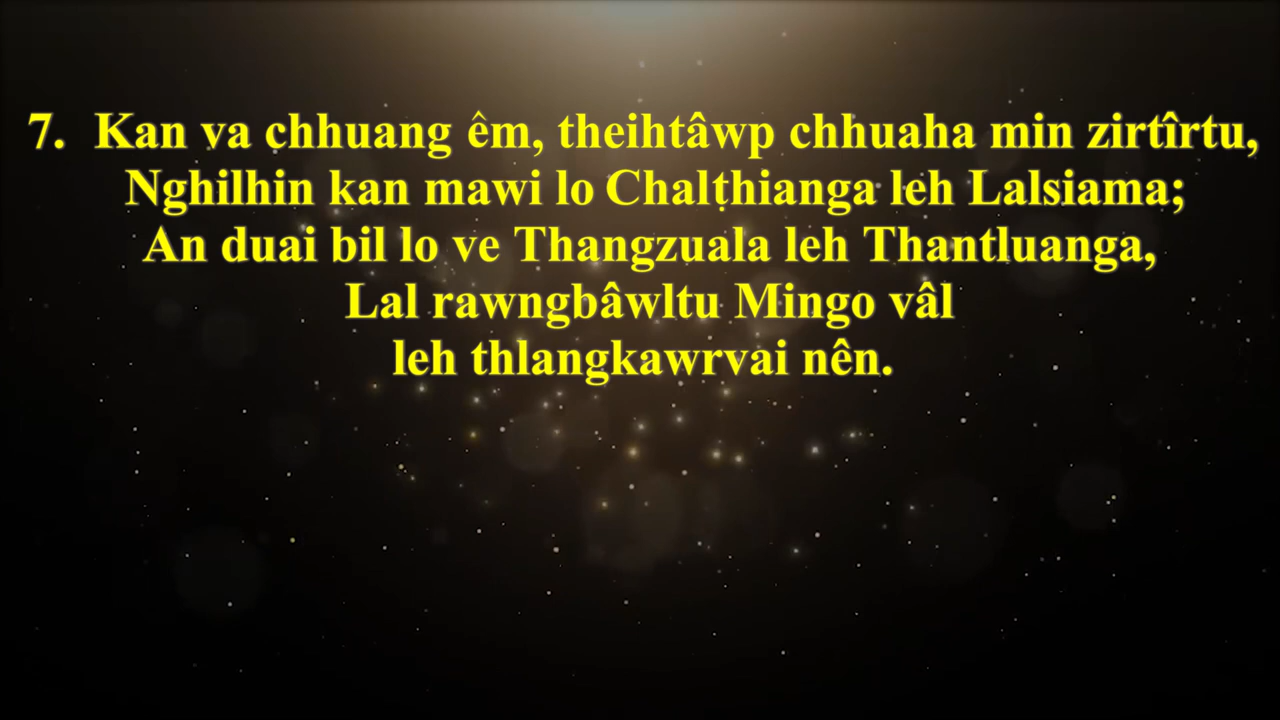 7. Kan va chhuang êm, theihtâwp chhuaha min zirtîrtu,
Nghilhin kan mawi lo Chalṭhianga leh Lalsiama;
An duai bil lo ve Thangzuala leh Thantluanga,
Lal rawngbâwltu Mingo vâl
leh thlangkawrvai nên.